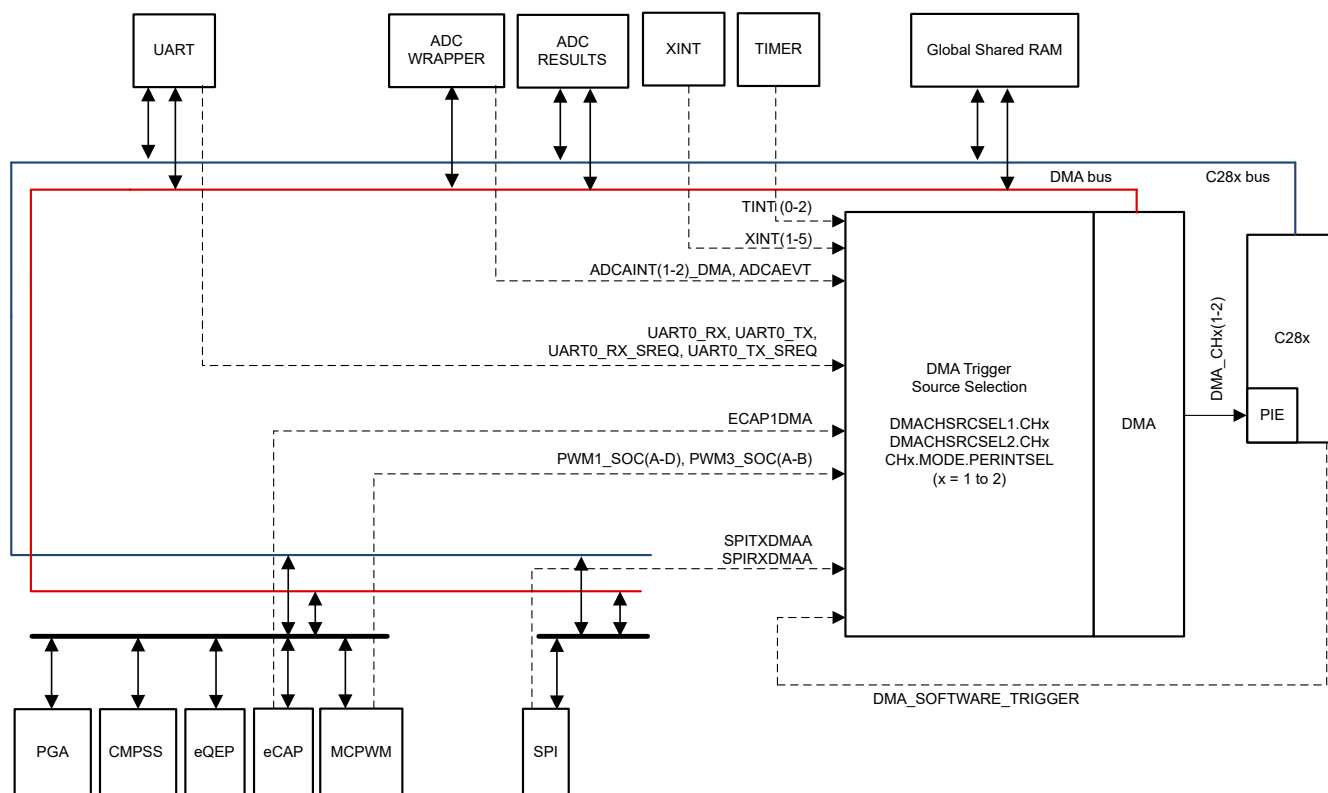 UART
ADC
WRAPPER
ADC
RESULTS
XINT
TIMER
Global Shared RAM
DMA bus
C28x bus
TINT (0-2)
XINT(1-5)
ADCAINT(1-2)_DMA, ADCAEVT
UART0_RX, UART0_TX,
UART0_RX_SREQ, UART0_TX_SREQ
ECAP1DMA
PWM1_SOC(A-D), PWM3_SOC(A-B)
SPITXDMAA
SPIRXDMAA
DMA Trigger
Source Selection
DMACHSRCSEL1.CHx
DMACHSRCSEL2.CHx
CHx.MODE.PERINTSEL
(x = 1 to 2)
DMA
DMA_CHx(1-2)
C28x
PIE
DMA_SOFTWARE_TRIGGER
PGA
CMPSS
eQEP
eCAP
MCPWM
SPI